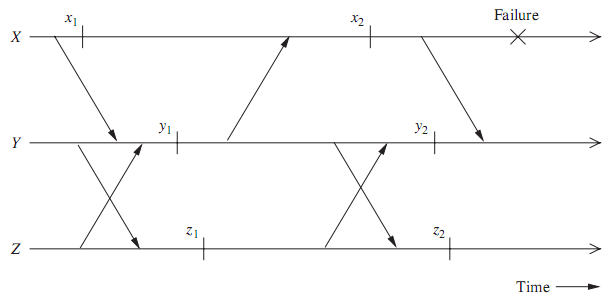 Failure
X x₁ x₂
Y y₁ y₂
Z z₁ z₂
Time